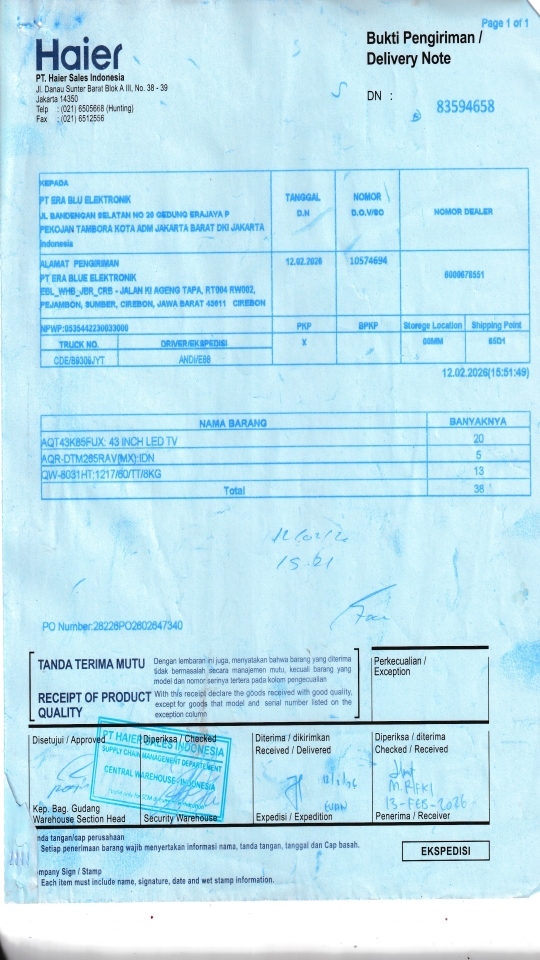 Page 1 of 1
Haier
PT. Haier Sales Indonesia
Jl. Danau Sunter Barat Blok A III, No. 38 - 39
Jakarta 14350
Telp : (021) 6505668 (Hunting)
Fax : (021) 6512556
Bukti Pengiriman /
Delivery Note
DN :
83594658
KEPADA
PT ERA BLU ELEKTRONIK
JL BANDENGAN SELATAN NO 20 GEDUNG ERAJAYA P
PEKOJAN TAMBORA KOTA ADM JAKARTA BARAT DKI JAKARTA
Indonesia
TANGGAL
D.N
NOMOR
D.O./SO
NOMOR DEALER
ALAMAT PENGIRIMAN
PT ERA BLUE ELEKTRONIK
EBL_WHB_JBR_CRB - JALAN KI AGENG TAPA, RT004 RW002,
PEJAMBON, SUMBER, CIREBON, JAWA BARAT 45611 CIREBON
12.02.2026
10574694
NPWP:0535442230033000
PKP
BPKP
Storege Location
Shipping Point
TRUCK NO.
DRIVER/EKSPEDISI
X
65D1
ANDI/E66
12.02.2026(15:51:49)
NAMA BARANG
BANYAKNYA
AQT43K85FUX: 43 INCH LED TV
20
AQR-DTM265RAV(MX):IDN
5
QW-8031HT:1217/60/TT/8KG
13
Total
38
PO Number:28226PO2602647340
TANDA TERIMA MUTU
Dengan lembaran ini juga, menyatakan bahwa barang yang diterima
tidak bermasalah secara manajemen mutu, kecuali barang yang
model dan nomor serinya tertera pada kolom pengecualian
RECEIPT OF PRODUCT
QUALITY
With this receipt declare the goods received with good quality,
except for goods that model and serial number listed on the
exception column
Perkecualian /
Exception
Disetujui / Approved
Diperiksa / Checked
Diterima / dikirimkan
Received / Delivered
Diperiksa / diterima
Checked / Received
PT HAIER SALES INDONESIA
SUPPLY CHAIN MANAGEMENT DEPARTEMENT
CENTRAL WAREHOUSE - INDONESIA
M. RIFKI
13-FEB-2026
Kep. Bag. Gudang
Warehouse Section Head
Security Warehouse
Expedisi / Expedition
Penerima / Receiver
nda tangan/cap perusahaan
Setiap penerimaan barang wajib menyertakan informasi nama, tanda tangan, tanggal dan Cap basah.
EKSPEDISI
mpany Sign / Stamp
Each item must include name, signature, date and wet stamp information.